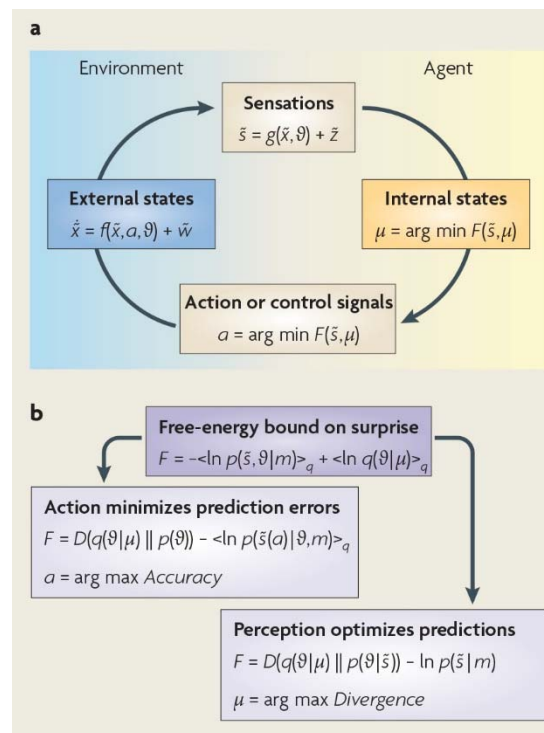 a
Environment
Agent
Sensations
s̃ = g(x̃,ϑ) + z̃
External states
ẋ̃ = f(x̃,a,ϑ) + w̃
Internal states
μ = arg min F(s̃,μ)
Action or control signals
a = arg min F(s̃,μ)
b
Free-energy bound on surprise
F = –<ln p(s̃,ϑ|m)>q + <ln q(ϑ|μ)>q
Action minimizes prediction errors
F = D(q(ϑ|μ) || p(ϑ)) – <ln p(s̃(a)|ϑ,m)>q
a = arg max Accuracy
Perception optimizes predictions
F = D(q(ϑ|μ) || p(ϑ|s̃)) – ln p(s̃|m)
μ = arg max Divergence